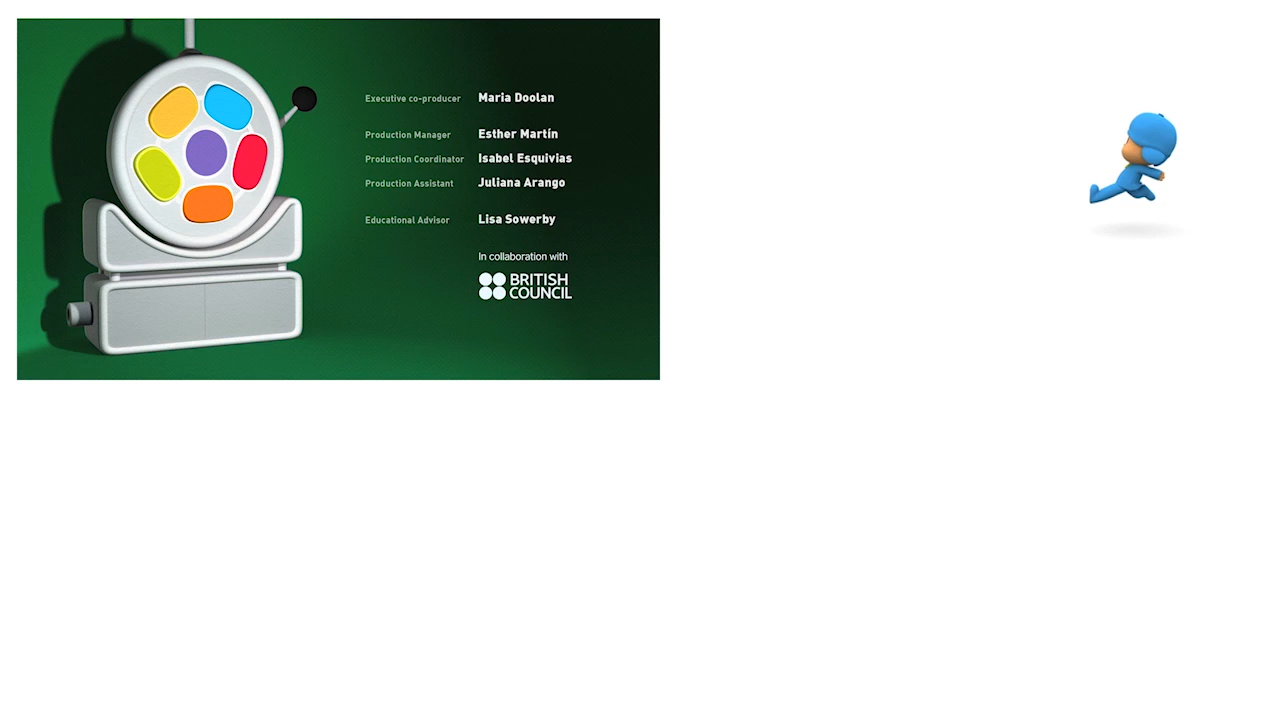 Executive co-producer Maria Doolan
Production Manager Esther Martín
Production Coordinator Isabel Esquivias
Production Assistant Juliana Arango
Educational Advisor Lisa Sowerby
In collaboration with
BRITISH
COUNCIL